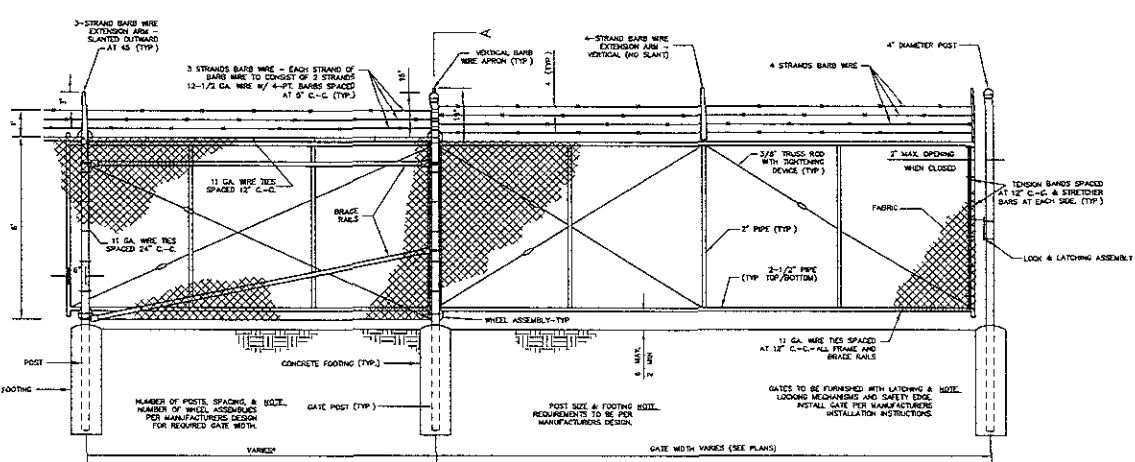 3-STRAND BARB WIRE
EXTENSION ARM -
SLANTED OUTWARD
AT 45 (TYP)
3 STRANDS BARB WIRE - EACH STRAND OF
BARB WIRE TO CONSIST OF 2 STRANDS
12-1/2 GA. WIRE W/ 4-PT. BARBS SPACED
AT 5" C.-C. (TYP.)
A
VERTICAL BARB
WIRE APRON (TYP)
4-STRAND BARB WIRE
EXTENSION ARM -
VERTICAL (NO SLANT)
4 (TYP)
4" DIAMETER POST
4 STRANDS BARB WIRE
11 GA. WIRE TIES
SPACED 12" C.-C.
BRACE
RAILS
11 GA. WIRE TIES
SPACED 24" C.-C.
3/8" TRUSS ROD
WITH TIGHTENING
DEVICE (TYP)
2" MAX. OPENING
WHEN CLOSED
TENSION BANDS SPACED
AT 12" C.-C. & STRETCHER
BARS AT EACH SIDE. (TYP)
FABRIC
2" PIPE (TYP)
2-1/2" PIPE
(TYP TOP/BOTTOM)
LOCK & LATCHING ASSEMBLY
WHEEL ASSEMBLY-TYP
6 MAX.
2 MIN
11 GA. WIRE TIES SPACED
AT 12" C.-C.-ALL FRAME AND
BRACE RAILS
POST
FOOTING
CONCRETE FOOTING (TYP.)
GATE POST (TYP)
NUMBER OF POSTS, SPACING, & NOTE
NUMBER OF WHEEL ASSEMBLIES
PER MANUFACTURERS DESIGN
FOR REQUIRED GATE WIDTH.
POST SIZE & FOOTING NOTE
REQUIREMENTS TO BE PER
MANUFACTURERS DESIGN.
GATES TO BE FURNISHED WITH LATCHING & NOTE
LOCKING MECHANISMS AND SAFETY EDGE.
INSTALL GATE PER MANUFACTURERS
INSTALLATION INSTRUCTIONS.
VARIES*
GATE WIDTH VARIES (SEE PLANS)